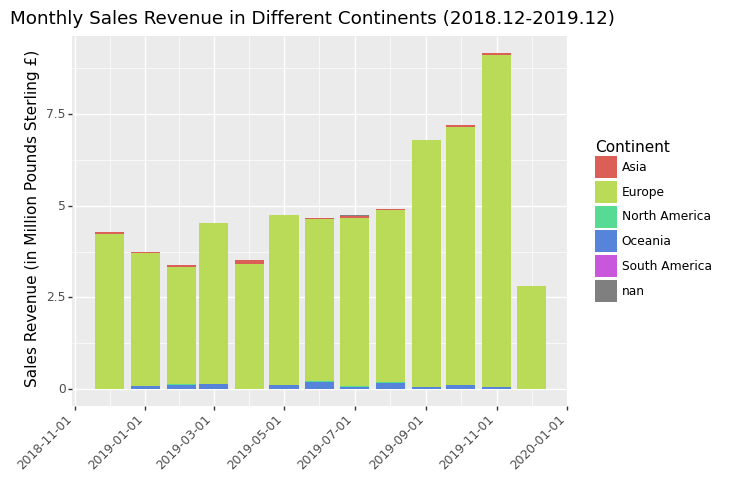 Monthly Sales Revenue in Different Continents (2018.12-2019.12)
Sales Revenue (in Million Pounds Sterling £)
7.5
5
2.5
0
2018-11-01
2019-01-01
2019-03-01
2019-05-01
2019-07-01
2019-09-01
2019-11-01
2020-01-01
Continent
Asia
Europe
North America
Oceania
South America
nan